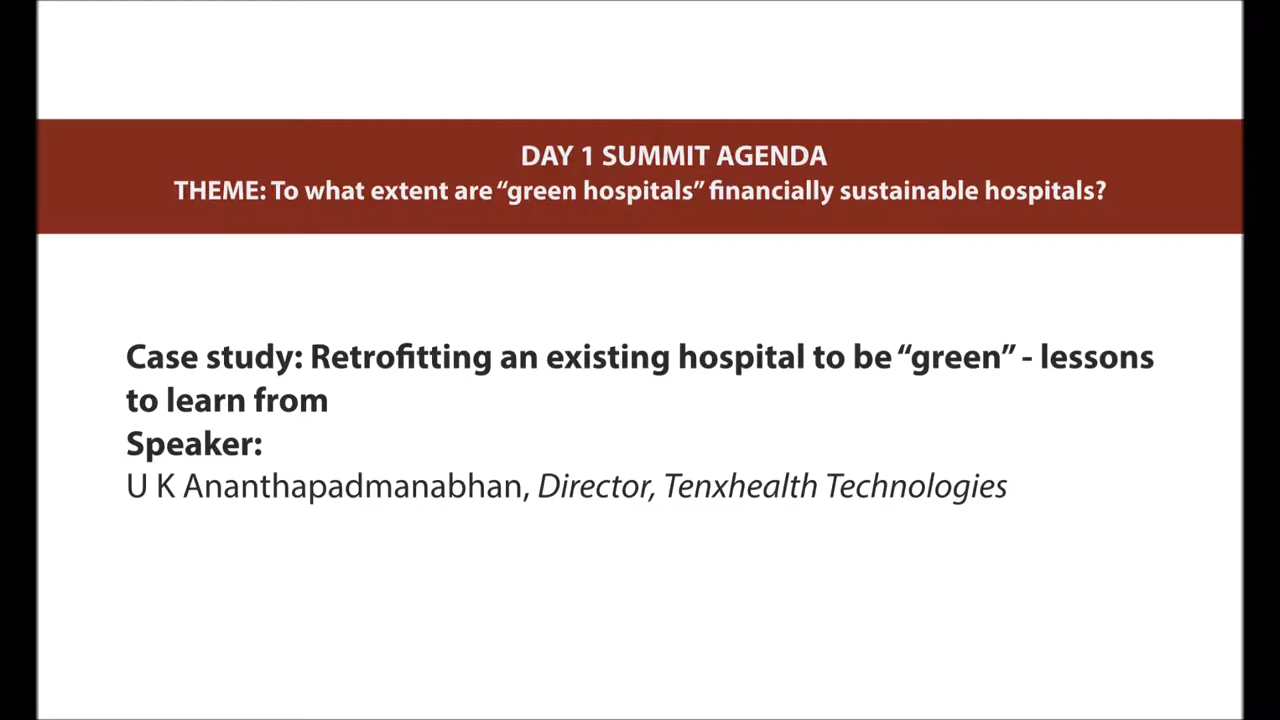 DAY 1 SUMMIT AGENDA
THEME: To what extent are “green hospitals” financially sustainable hospitals?
Case study: Retrofitting an existing hospital to be “green” - lessons
to learn from
Speaker:
U K Ananthapadmanabhan, Director, Tenxhealth Technologies